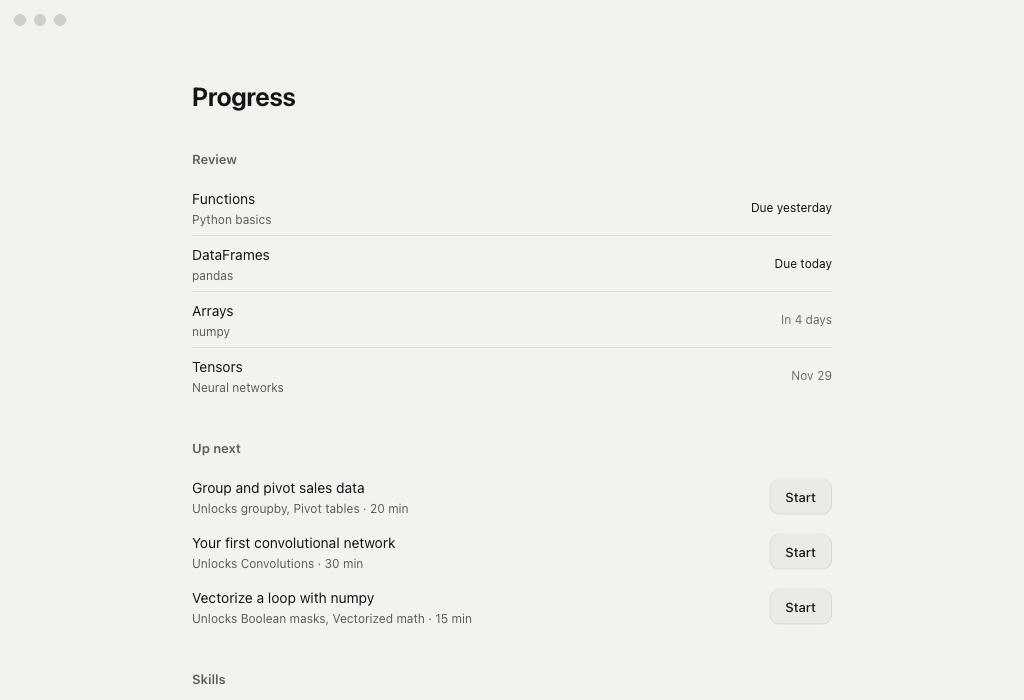 Progress
Review
Functions
Python basics
Due yesterday
DataFrames
pandas
Due today
Arrays
numpy
In 4 days
Tensors
Neural networks
Nov 29
Up next
Group and pivot sales data
Unlocks groupby, Pivot tables · 20 min
Start
Your first convolutional network
Unlocks Convolutions · 30 min
Start
Vectorize a loop with numpy
Unlocks Boolean masks, Vectorized math · 15 min
Start
Skills